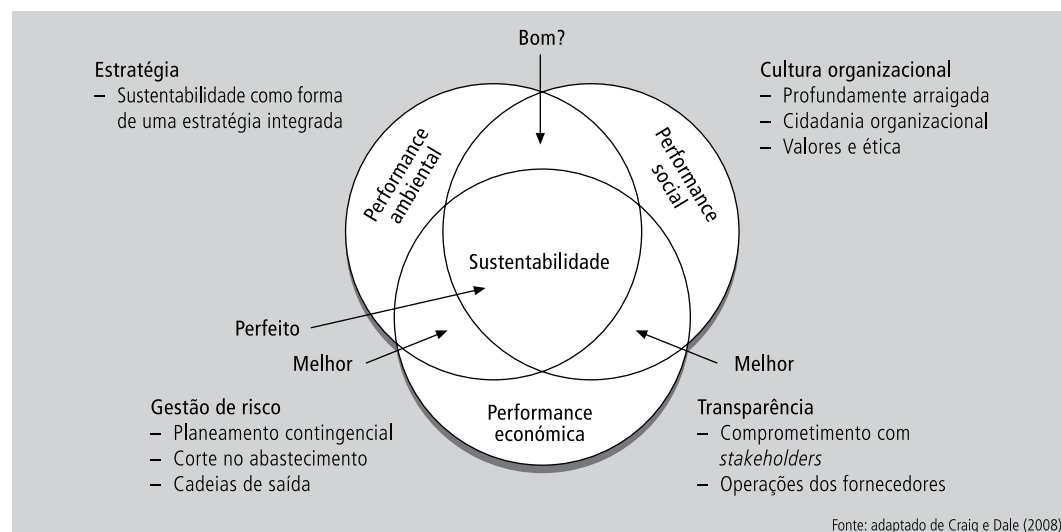 Bom?
Estratégia
– Sustentabilidade como forma
de uma estratégia integrada
Cultura organizacional
– Profundamente arraigada
– Cidadania organizacional
– Valores e ética
Performance
ambiental
Performance
social
Sustentabilidade
Perfeito
Melhor
Melhor
Performance
económica
Gestão de risco
– Planeamento contingencial
– Corte no abastecimento
– Cadeias de saída
Transparência
– Comprometimento com
stakeholders
– Operações dos fornecedores
Fonte: adaptado de Craig e Dale (2008)